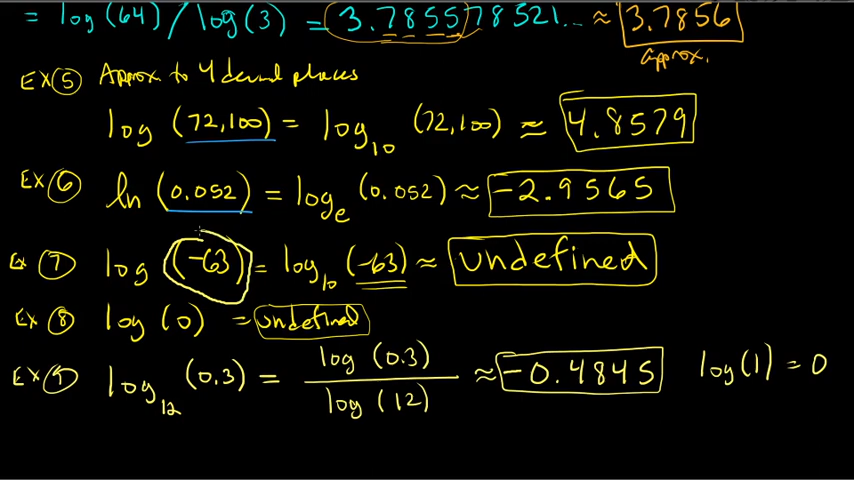 = log(64) / log(3) = 3.785578521... ≈ 3.7856
approx.
EX ⑤ Approx. to 4 decimal places
log (72,100) = log₁₀ (72,100) ≈ 4.8579
EX ⑥ ln (0.052) = logₑ (0.052) ≈ -2.9565
EX ⑦ log (-63) = log₁₀ (-63) ≈ undefined
EX ⑧ log (0) = undefined
EX ⑨ log₁₂ (0.3) = log (0.3) / log (12) ≈ -0.4845 log(1) = 0